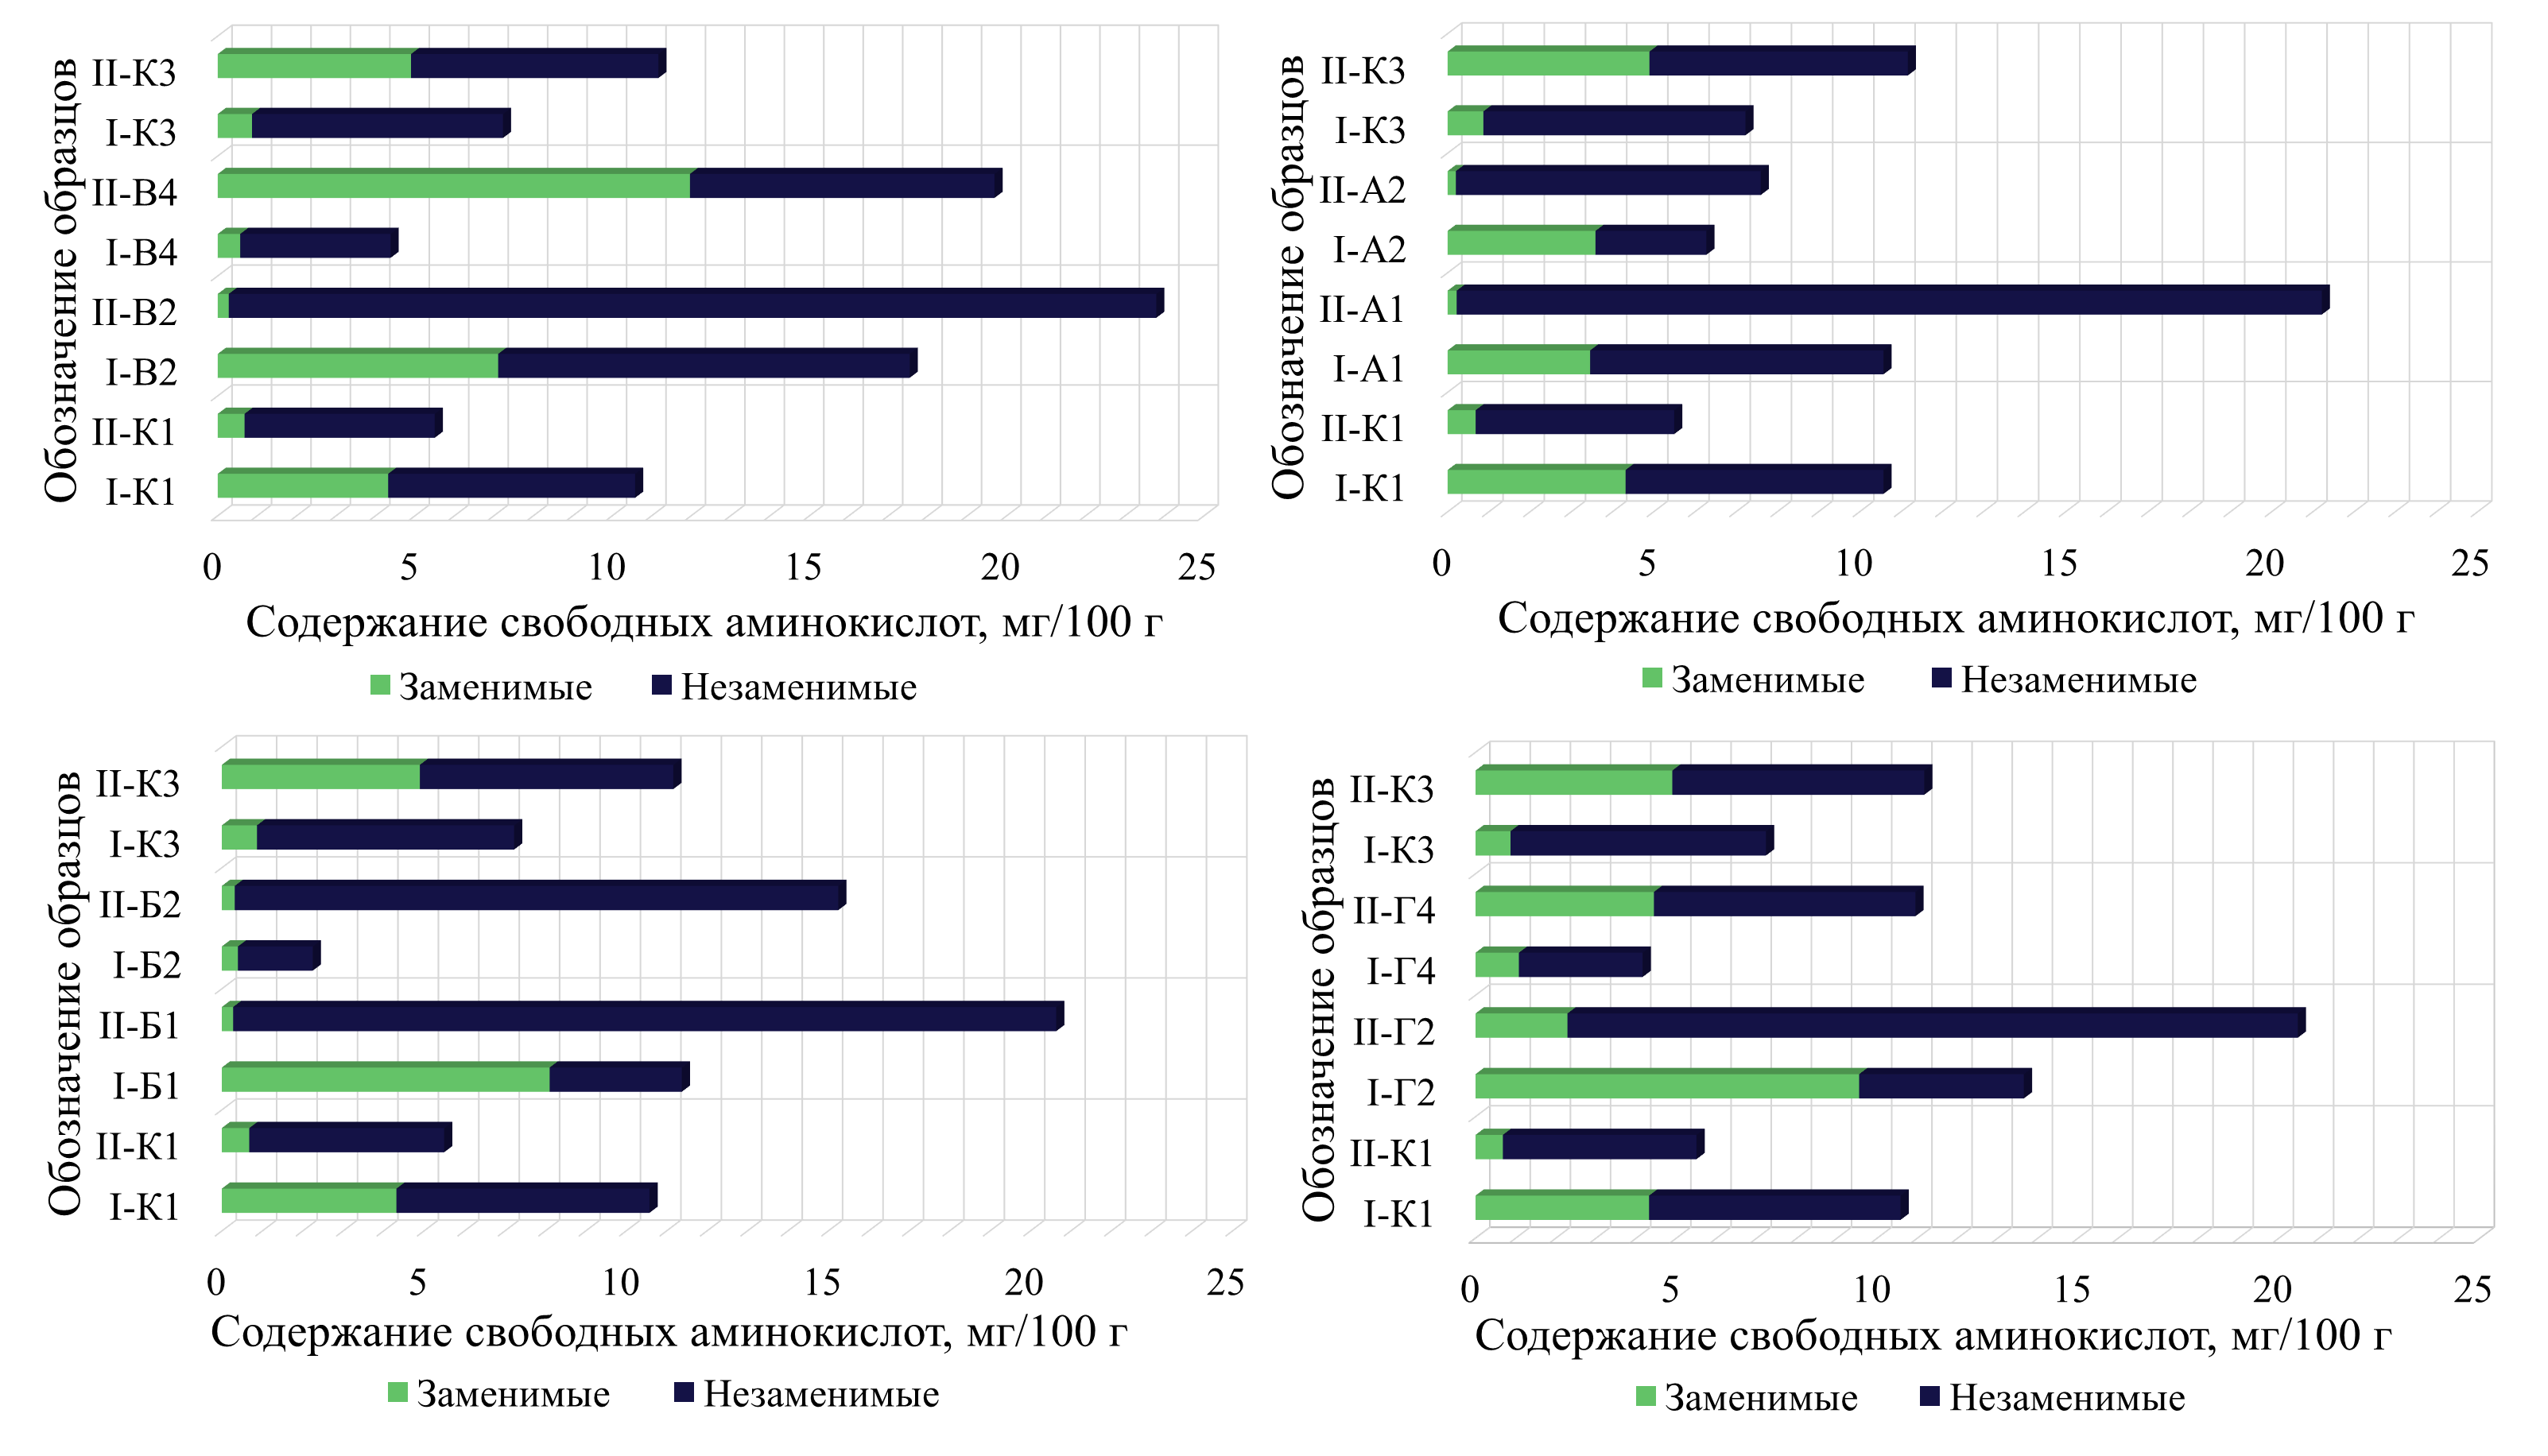 Обозначение образцов
II-К3
I-К3
II-В4
I-В4
II-В2
I-В2
II-К1
I-К1
0 5 10 15 20 25
Содержание свободных аминокислот, мг/100 г
Заменимые Незаменимые
Обозначение образцов
II-К3
I-К3
II-А2
I-А2
II-А1
I-А1
II-К1
I-К1
0 5 10 15 20 25
Содержание свободных аминокислот, мг/100 г
Заменимые Незаменимые
Обозначение образцов
II-К3
I-К3
II-Б2
I-Б2
II-Б1
I-Б1
II-К1
I-К1
0 5 10 15 20 25
Содержание свободных аминокислот, мг/100 г
Заменимые Незаменимые
Обозначение образцов
II-К3
I-К3
II-Г4
I-Г4
II-Г2
I-Г2
II-К1
I-К1
0 5 10 15 20 25
Содержание свободных аминокислот, мг/100 г
Заменимые Незаменимые